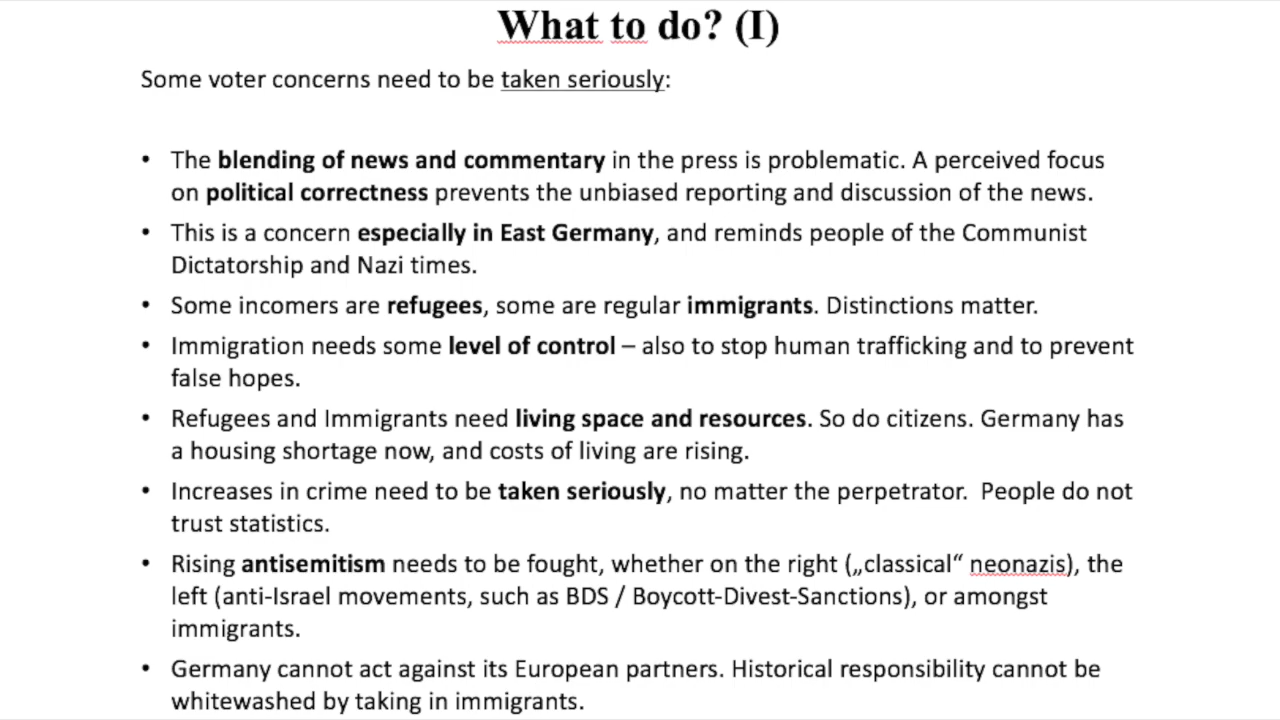 What to do? (I)
Some voter concerns need to be taken seriously:
• The blending of news and commentary in the press is problematic. A perceived focus
on political correctness prevents the unbiased reporting and discussion of the news.
• This is a concern especially in East Germany, and reminds people of the Communist
Dictatorship and Nazi times.
• Some incomers are refugees, some are regular immigrants. Distinctions matter.
• Immigration needs some level of control – also to stop human trafficking and to prevent
false hopes.
• Refugees and Immigrants need living space and resources. So do citizens. Germany has
a housing shortage now, and costs of living are rising.
• Increases in crime need to be taken seriously, no matter the perpetrator.  People do not
trust statistics.
• Rising antisemitism needs to be fought, whether on the right („classical“ neonazis), the
left (anti-Israel movements, such as BDS / Boycott-Divest-Sanctions), or amongst
immigrants.
• Germany cannot act against its European partners. Historical responsibility cannot be
whitewashed by taking in immigrants.